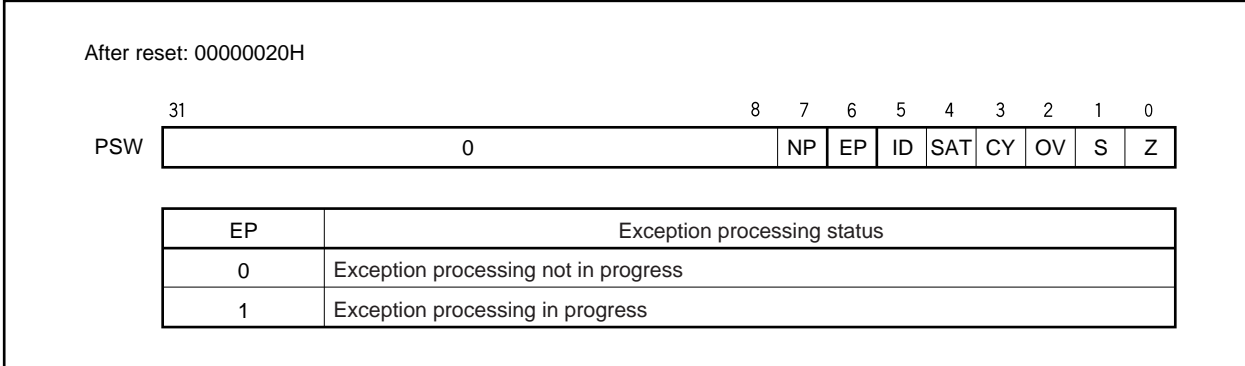 After reset: 00000020H
31 8 7 6 5 4 3 2 1 0
PSW 0 NP EP ID SAT CY OV S Z
EP Exception processing status
0 Exception processing not in progress
1 Exception processing in progress